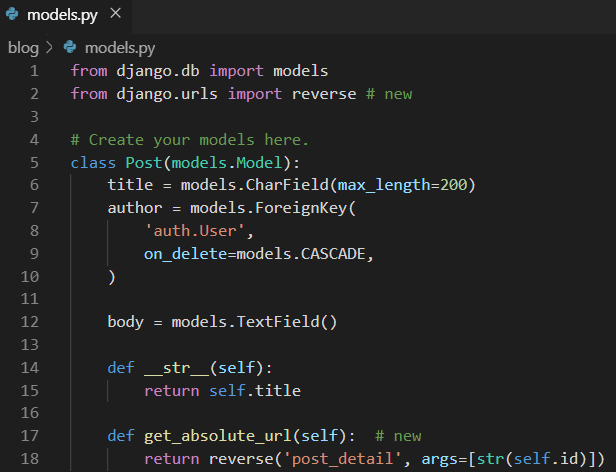 models.py
blog > models.py
1 from django.db import models
2 from django.urls import reverse # new
3
4 # Create your models here.
5 class Post(models.Model):
6     title = models.CharField(max_length=200)
7     author = models.ForeignKey(
8         'auth.User',
9         on_delete=models.CASCADE,
10     )
11
12     body = models.TextField()
13
14     def __str__(self):
15         return self.title
16
17     def get_absolute_url(self):  # new
18         return reverse('post_detail', args=[str(self.id)])